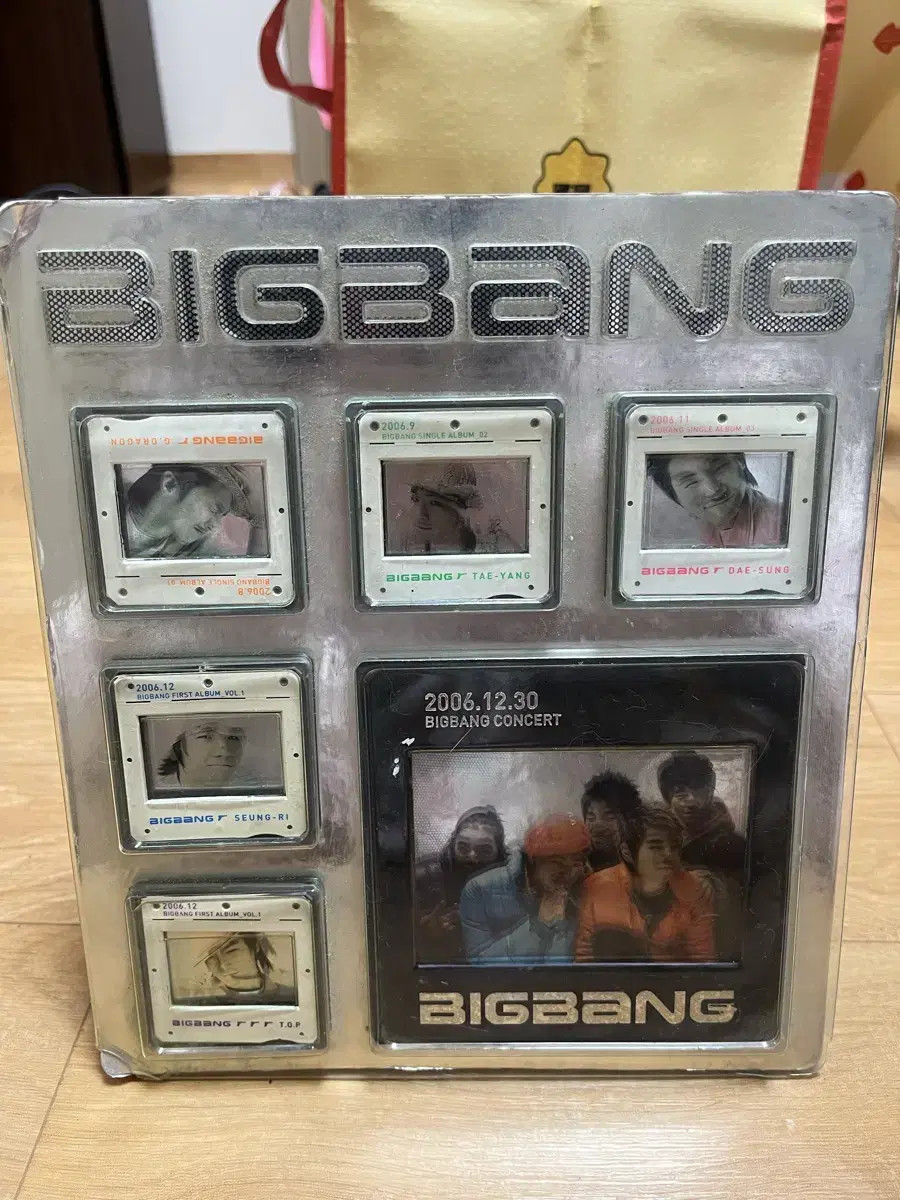 BIGBANG
BIGBANG r G.DRAGON
BIGBANG SINGLE ALBUM_01
2006.8
2006.9
BIGBANG SINGLE ALBUM_02
BIGBANG r TAE-YANG
2006.11
BIGBANG SINGLE ALBUM_03
BIGBANG r DAE-SUNG
2006.12
BIGBANG FIRST ALBUM_VOL.1
BIGBANG r SEUNG-RI
2006.12
BIGBANG FIRST ALBUM_VOL.1
BIGBANG r r r T.O.P
2006.12.30
BIGBANG CONCERT
BIGBANG